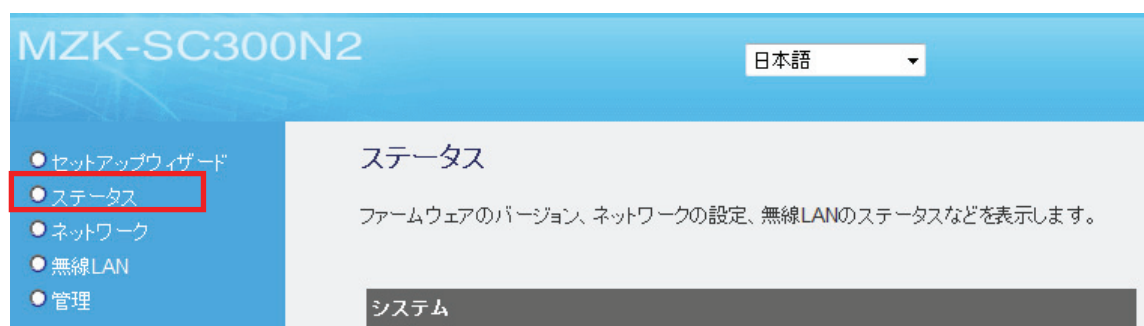 MZK-SC300N2
日本語
セットアップウィザード
ステータス
ネットワーク
無線LAN
管理
ステータス
ファームウェアのバージョン、ネットワークの設定、無線LANのステータスなどを表示します。
システム